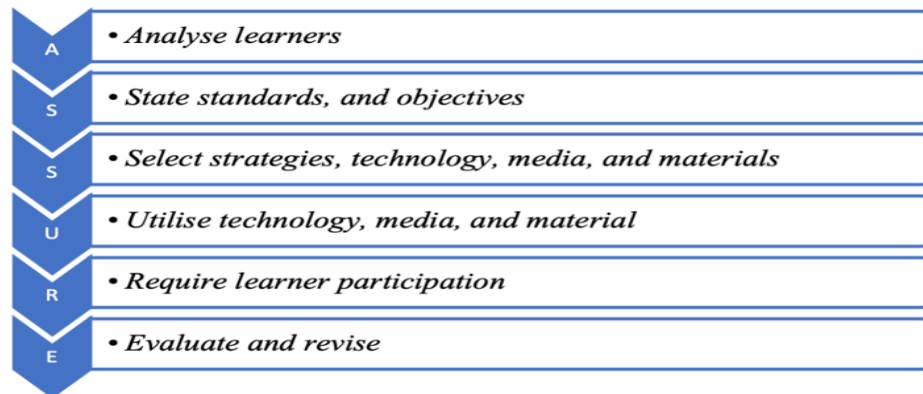 A
• Analyse learners
S
• State standards, and objectives
S
• Select strategies, technology, media, and materials
U
• Utilise technology, media, and material
R
• Require learner participation
E
• Evaluate and revise